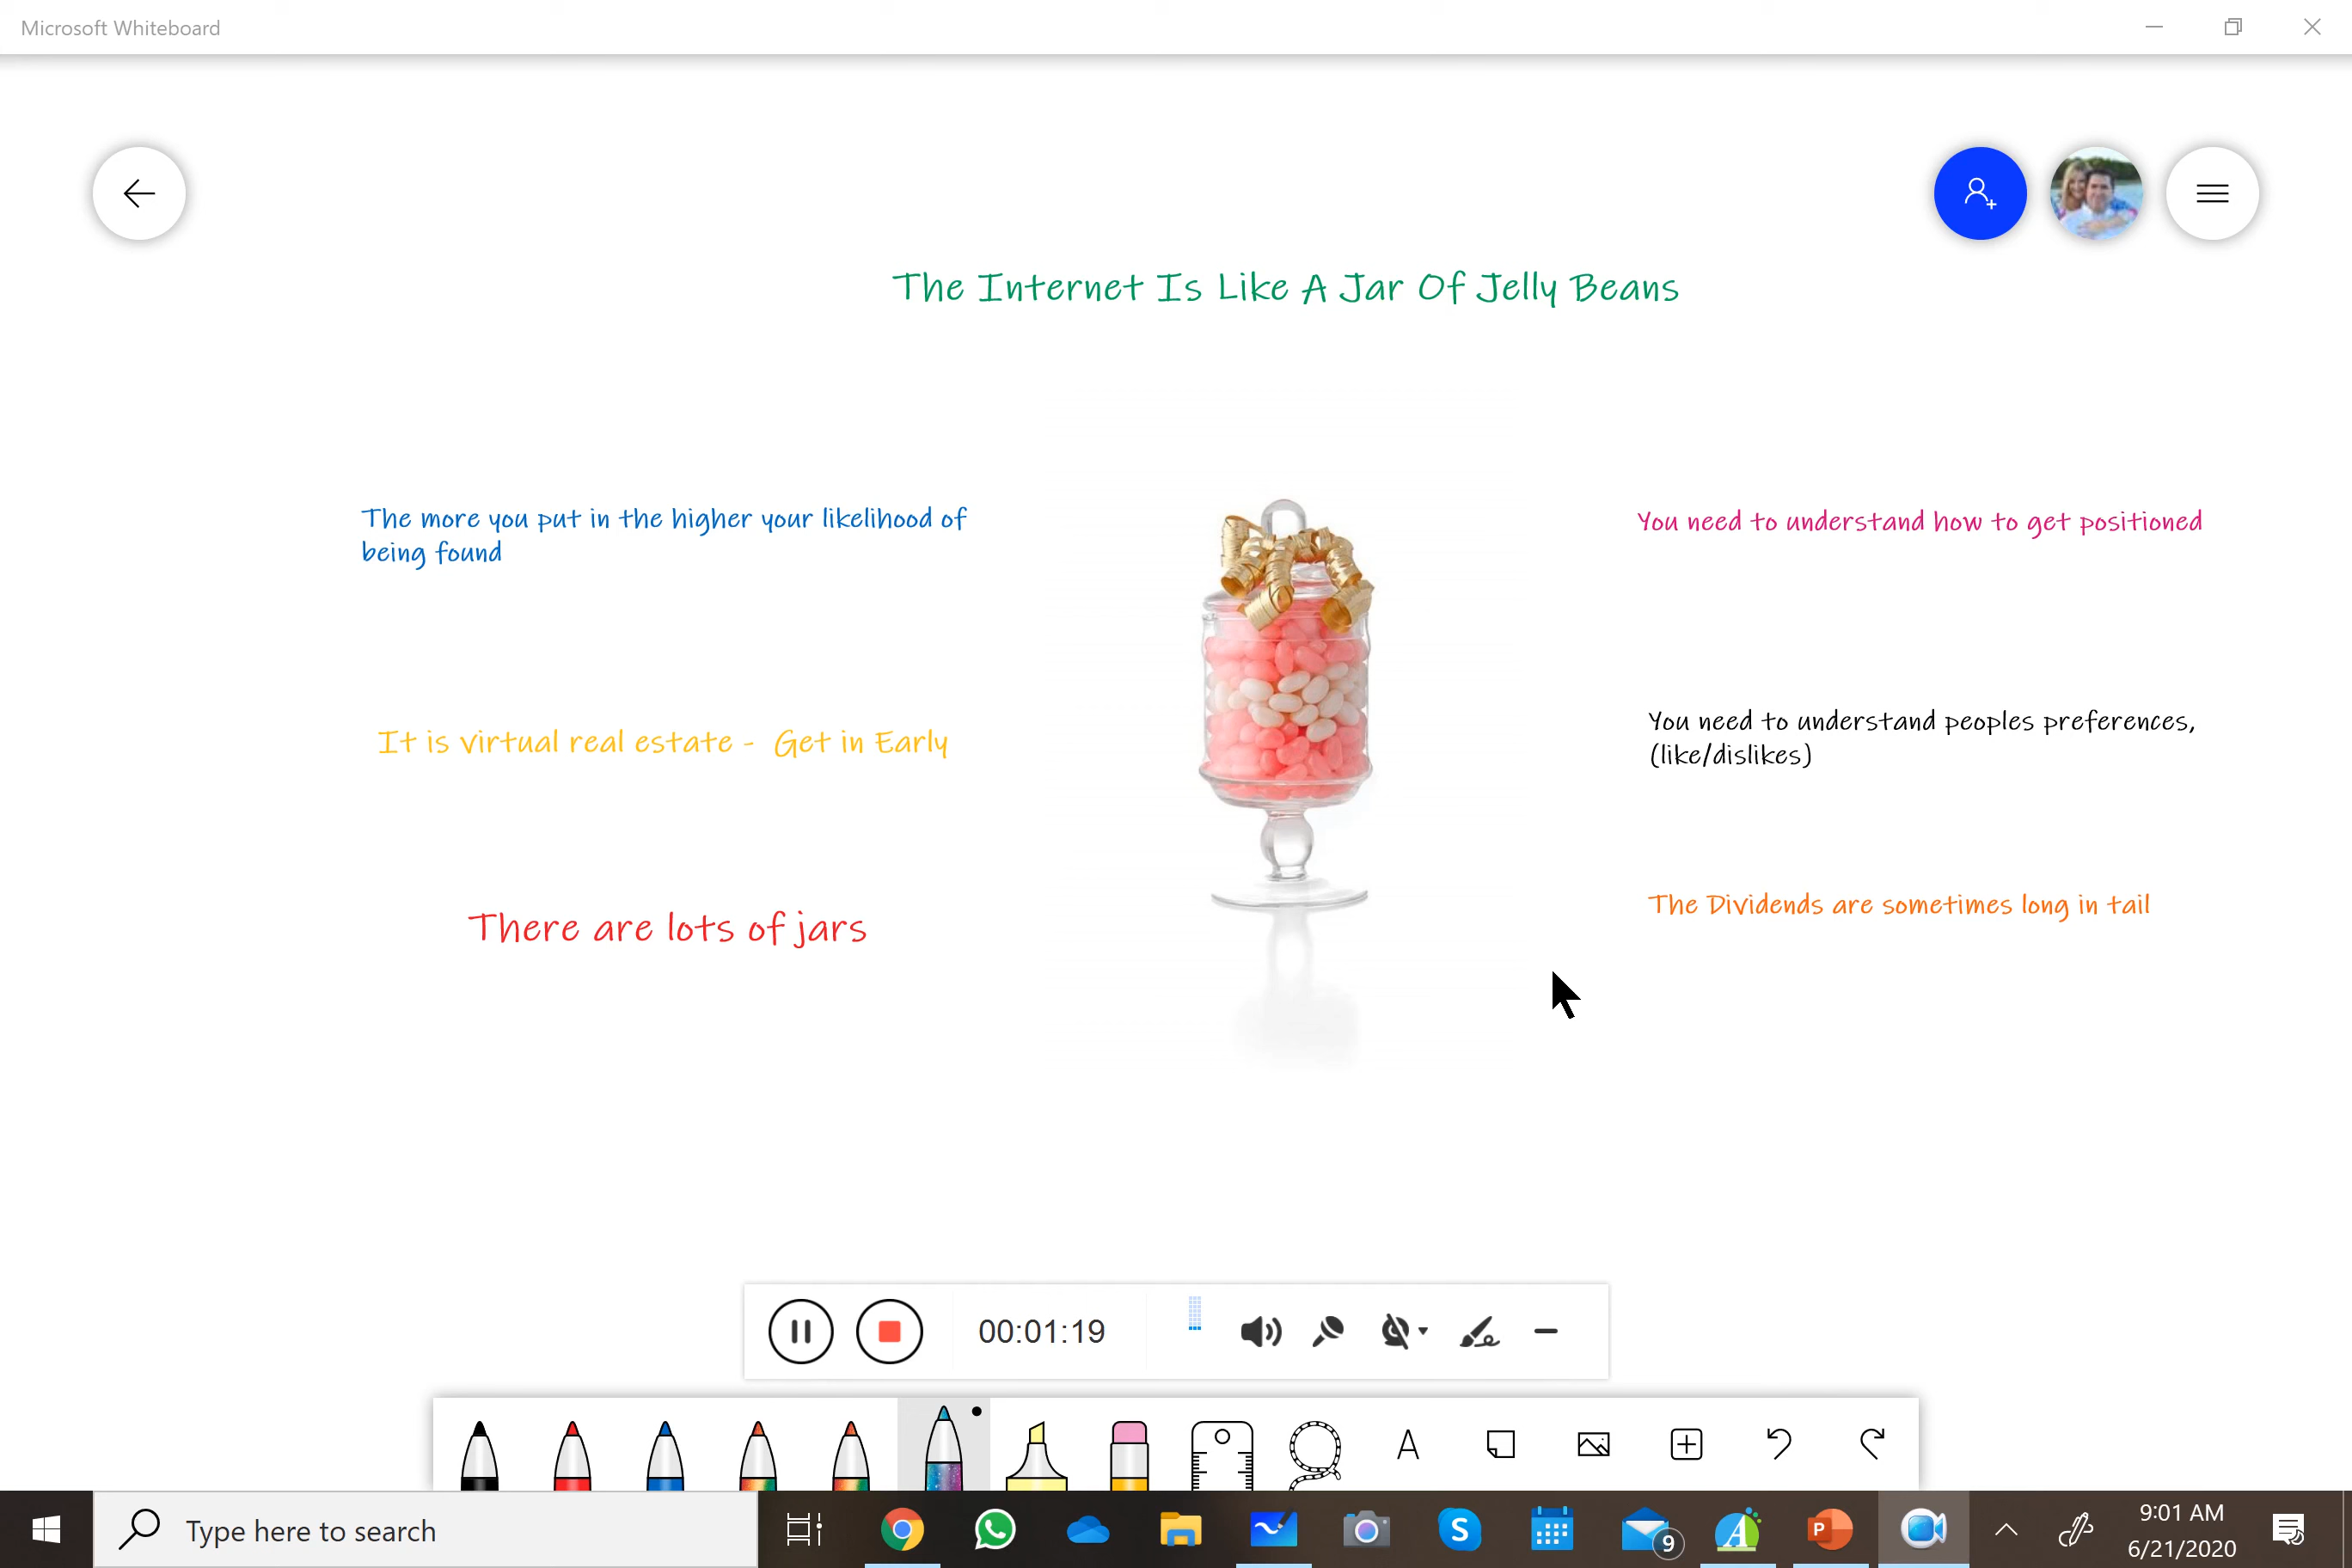 Microsoft Whiteboard
The Internet Is Like A Jar Of Jelly Beans
The more you put in the higher your likelihood of
being found
You need to understand how to get positioned
It is virtual real estate - Get in Early
You need to understand peoples preferences,
(like/dislikes)
There are lots of jars
The Dividends are sometimes long in tail
00:01:19
A
Type here to search
S
9
A
P
9:01 AM
6/21/2020